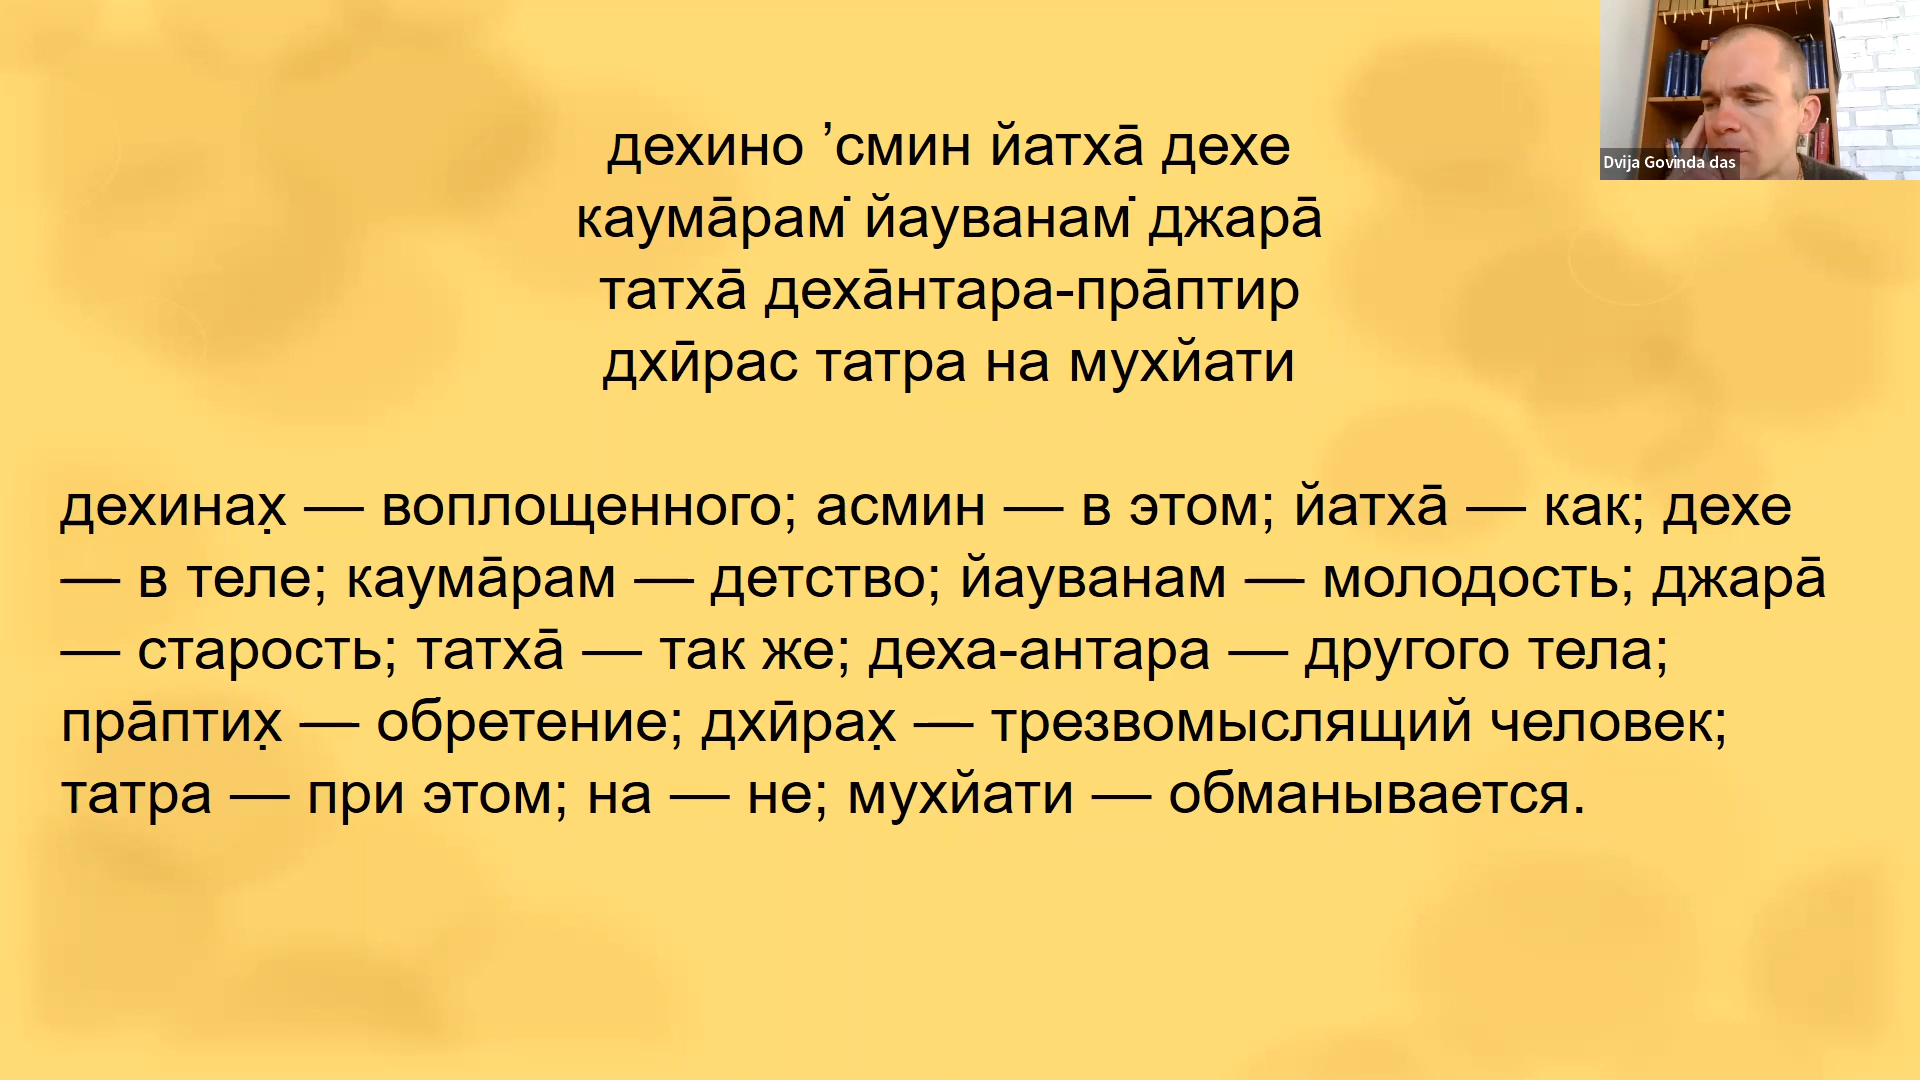 дехино ’смин йатха̄ дехе
каума̄рам̇ йауванам̇ джара̄
татха̄ деха̄нтара-пра̄птир
дхӣрас татра на мухйати
Dvija Govinda das
дехинах̣ — воплощенного; асмин — в этом; йатха̄ — как; дехе
— в теле; каума̄рам — детство; йауванам — молодость; джара̄
— старость; татха̄ — так же; деха-антара — другого тела;
пра̄птих̣ — обретение; дхӣрах̣ — трезвомыслящий человек;
татра — при этом; на — не; мухйати — обманывается.